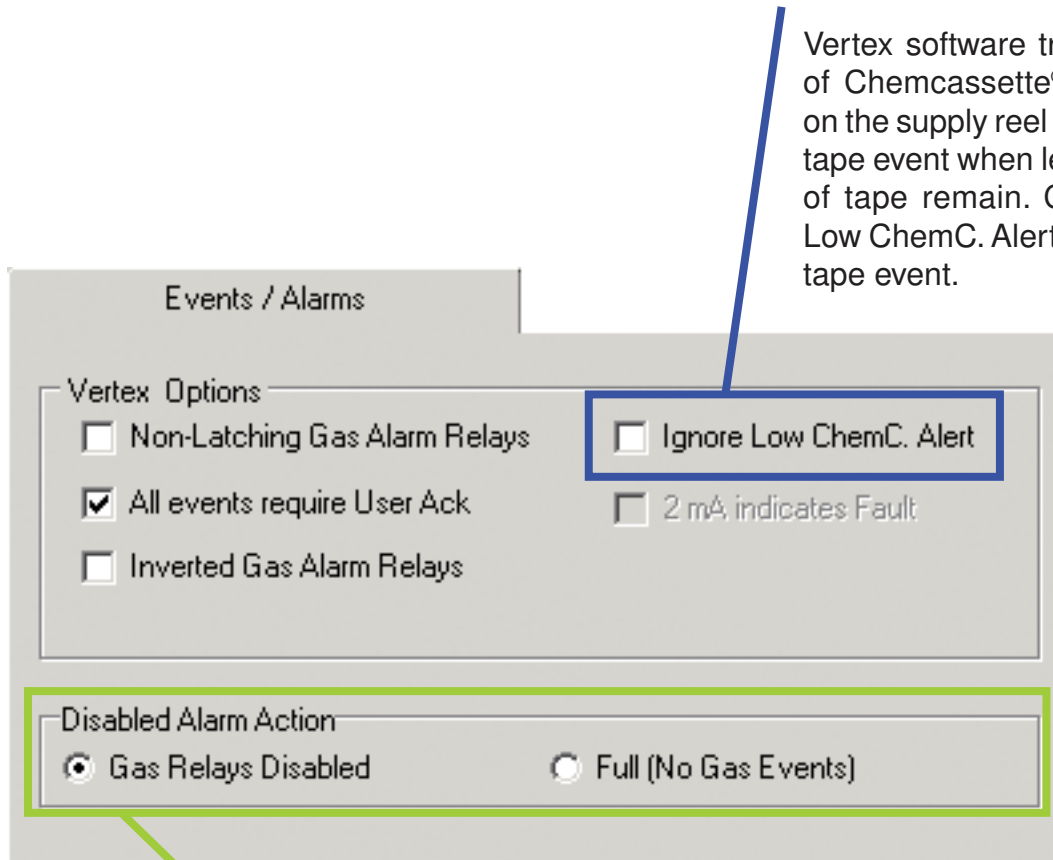 Vertex software
of Chemcassette®
on the supply reel
tape event when
of tape remain.
Low ChemC. Alert
tape event.
Events / Alarms
Vertex Options
Non-Latching Gas Alarm Relays
Ignore Low ChemC. Alert
All events require User Ack
2 mA indicates Fault
Inverted Gas Alarm Relays
Disabled Alarm Action
Gas Relays Disabled
Full (No Gas Events)